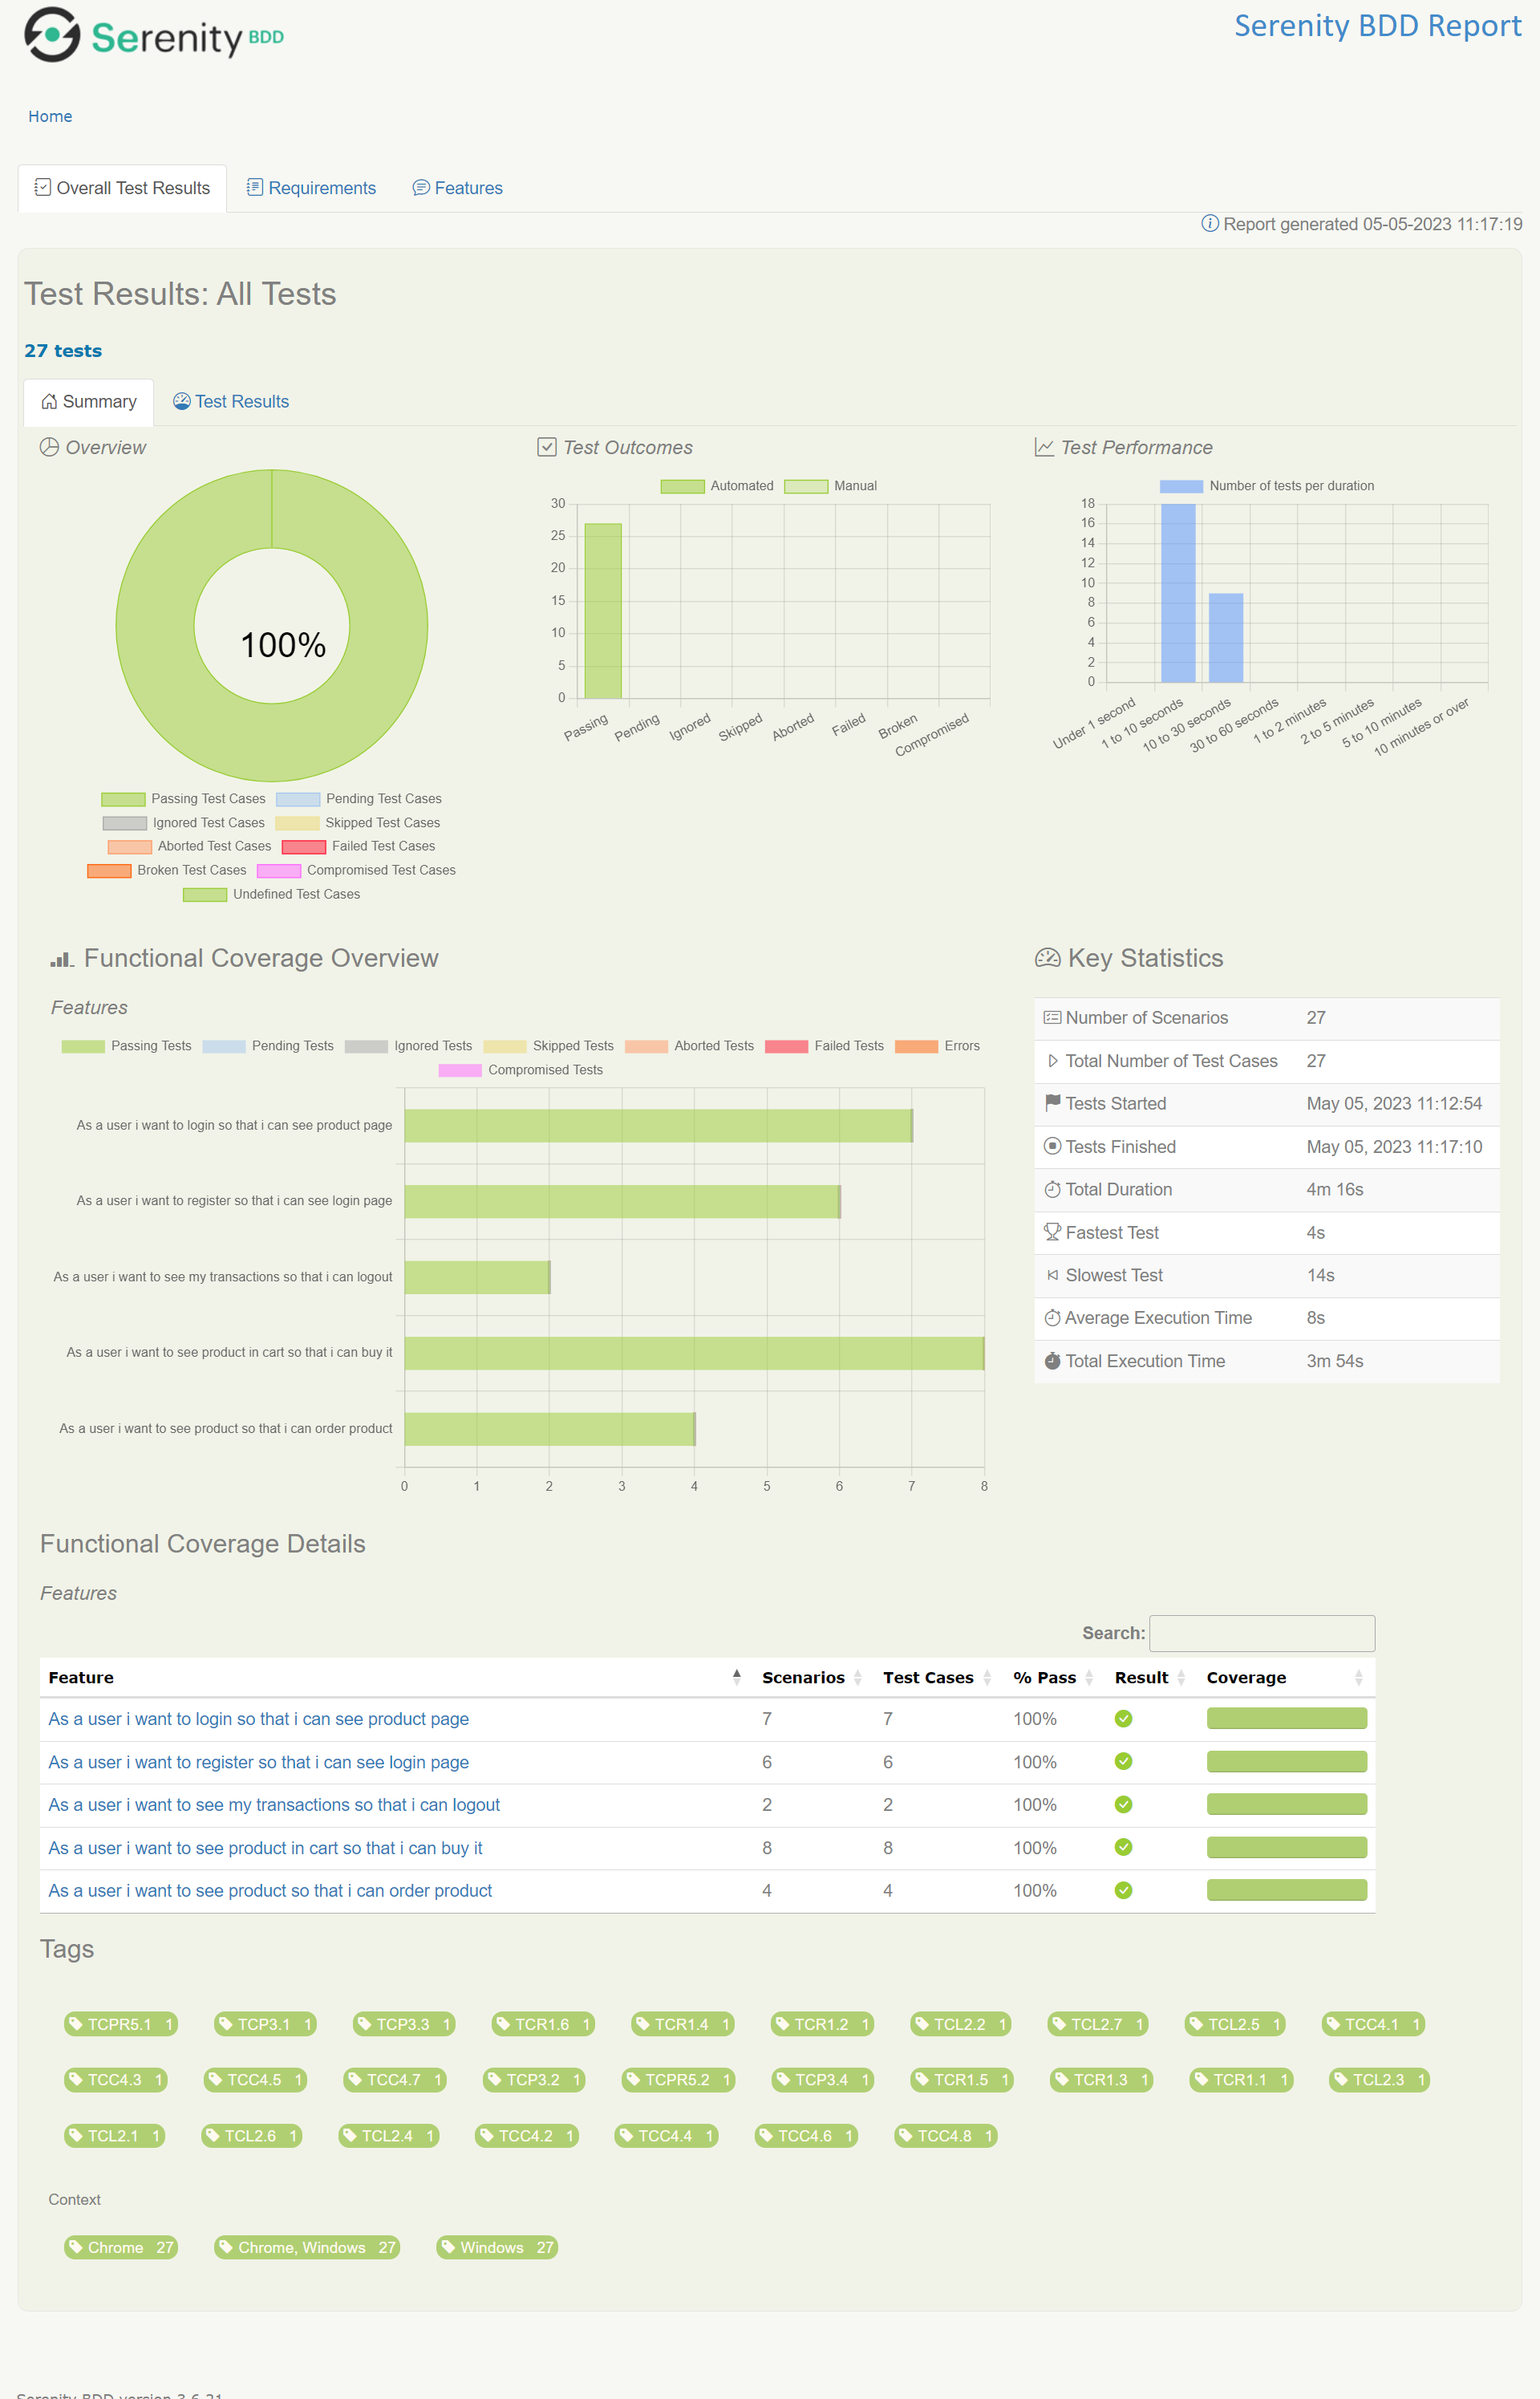 Serenity BDD
Serenity BDD Report
Home
Overall Test Results Requirements Features
Report generated 05-05-2023 11:17:19
Test Results: All Tests
27 tests
Summary Test Results
Overview
100%
Passing Test Cases Pending Test Cases
Ignored Test Cases Skipped Test Cases
Aborted Test Cases Failed Test Cases
Broken Test Cases Compromised Test Cases
Undefined Test Cases
Test Outcomes
Automated Manual
30
25
20
15
10
5
0
Passing Pending Ignored Skipped Aborted Failed Broken Compromised
Test Performance
Number of tests per duration
18
16
14
12
10
8
6
4
2
0
Under 1 second 1 to 10 seconds 10 to 30 seconds 30 to 60 seconds 1 to 2 minutes 2 to 5 minutes 5 to 10 minutes 10 minutes or over
Functional Coverage Overview
Features
Passing Tests Pending Tests Ignored Tests Skipped Tests Aborted Tests Failed Tests Errors
Compromised Tests
As a user i want to login so that i can see product page
As a user i want to register so that i can see login page
As a user i want to see my transactions so that i can logout
As a user i want to see product in cart so that i can buy it
As a user i want to see product so that i can order product
0 1 2 3 4 5 6 7 8
Key Statistics
Number of Scenarios 27
Total Number of Test Cases 27
Tests Started May 05, 2023 11:12:54
Tests Finished May 05, 2023 11:17:10
Total Duration 4m 16s
Fastest Test 4s
Slowest Test 14s
Average Execution Time 8s
Total Execution Time 3m 54s
Functional Coverage Details
Features
Search:
Feature Scenarios Test Cases % Pass Result Coverage
As a user i want to login so that i can see product page 7 7 100%
As a user i want to register so that i can see login page 6 6 100%
As a user i want to see my transactions so that i can logout 2 2 100%
As a user i want to see product in cart so that i can buy it 8 8 100%
As a user i want to see product so that i can order product 4 4 100%
Tags
TCPR5.1 1 TCP3.1 1 TCP3.3 1 TCR1.6 1 TCR1.4 1 TCR1.2 1 TCL2.2 1 TCL2.7 1 TCL2.5 1 TCC4.1 1
TCC4.3 1 TCC4.5 1 TCC4.7 1 TCP3.2 1 TCPR5.2 1 TCP3.4 1 TCR1.5 1 TCR1.3 1 TCR1.1 1 TCL2.3 1
TCL2.1 1 TCL2.6 1 TCL2.4 1 TCC4.2 1 TCC4.4 1 TCC4.6 1 TCC4.8 1
Context
Chrome 27 Chrome, Windows 27 Windows 27
Serenity BDD version 3.6.21